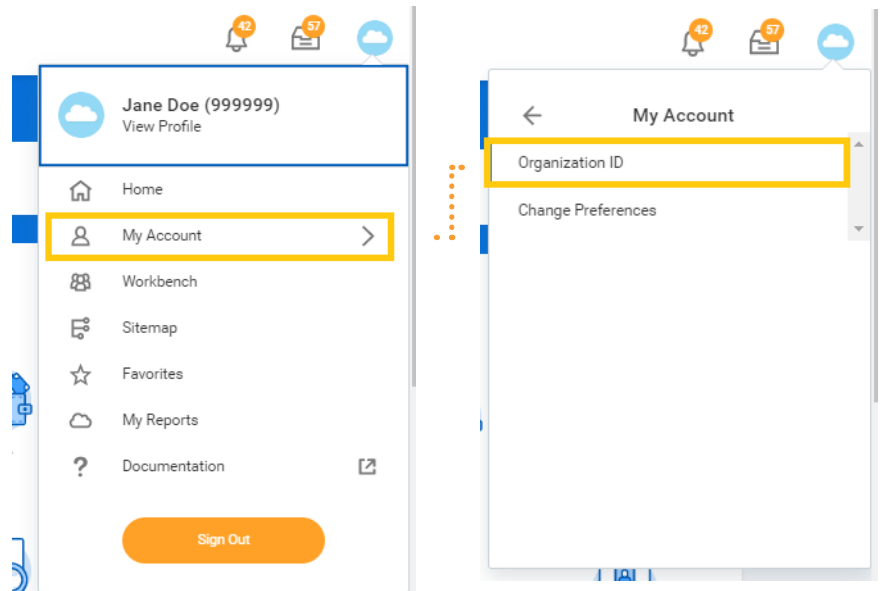 42
57
Jane Doe (999999)
View Profile
Home
My Account
Workbench
Sitemap
Favorites
My Reports
? Documentation
Sign Out
42
57
My Account
Organization ID
Change Preferences